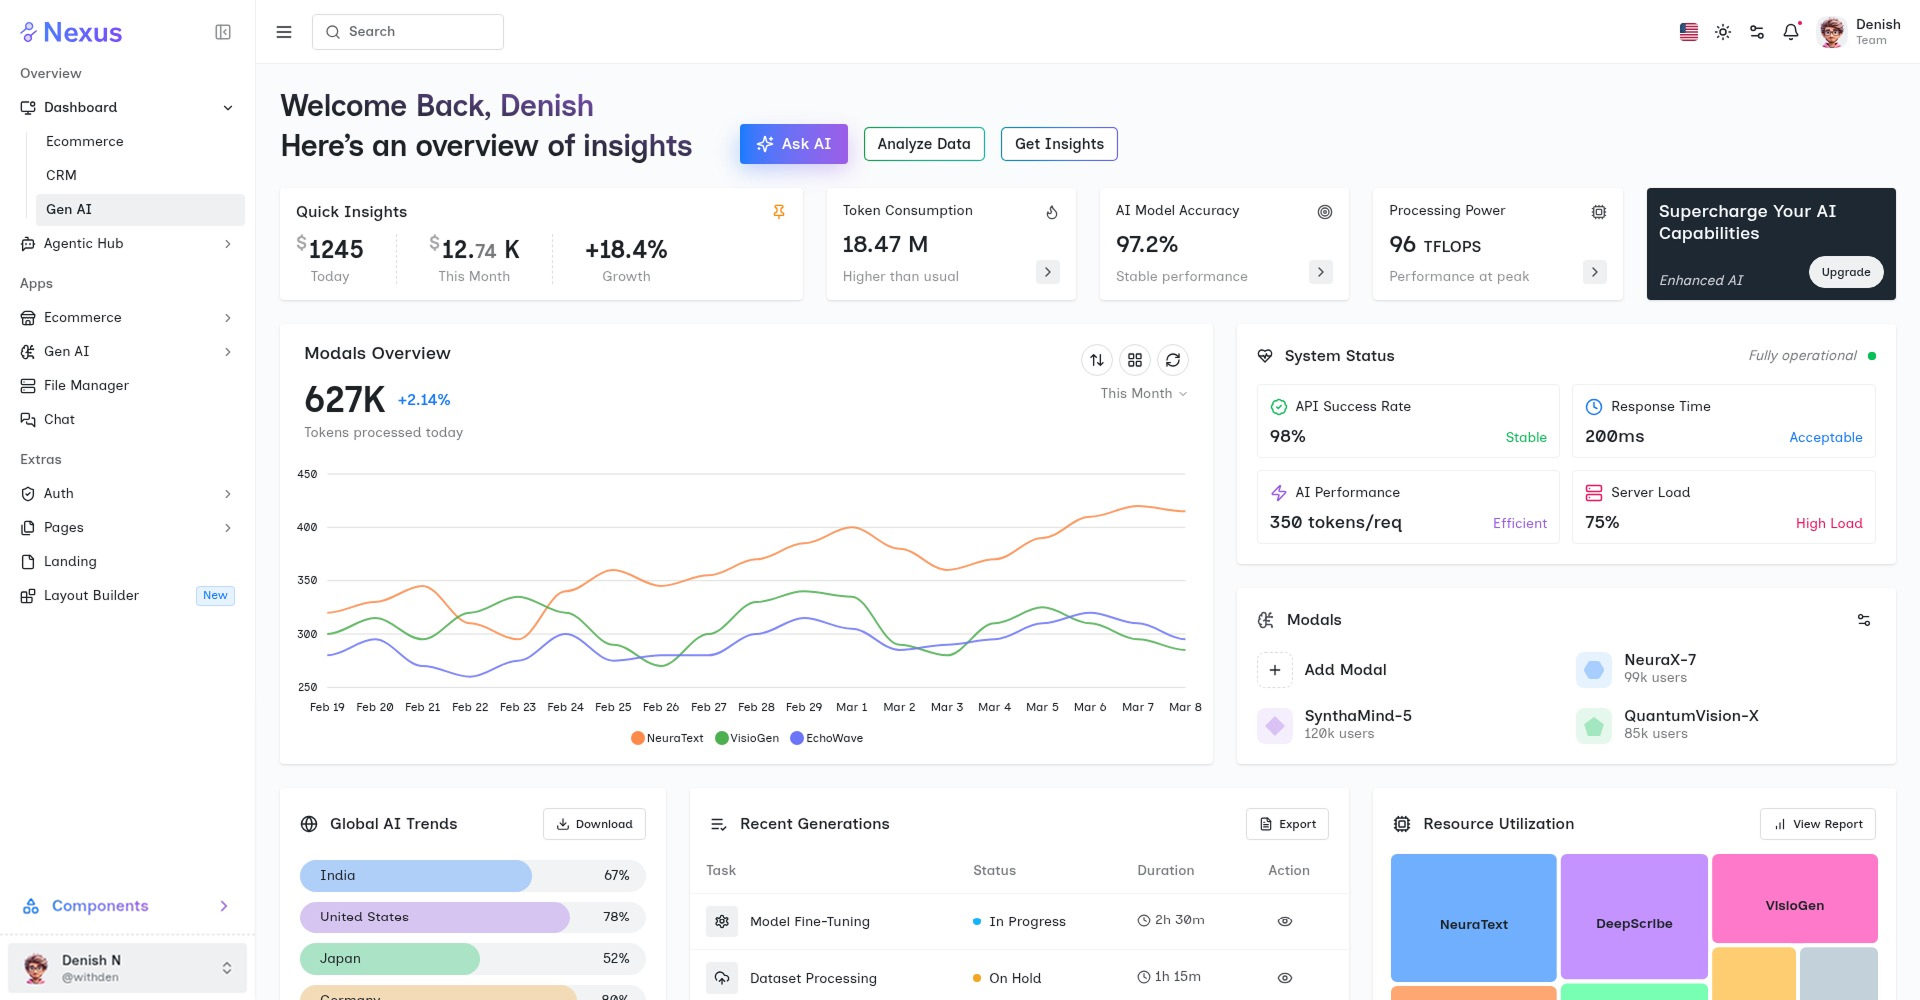 Nexus
Overview
Dashboard
Ecommerce
CRM
Gen AI
Agentic Hub
Apps
Ecommerce
Gen AI
File Manager
Chat
Extras
Auth
Pages
Landing
Layout Builder New
Components
Denish N
@withden
Search
Denish
Team
Welcome Back, Denish
Here’s an overview of insights
Ask AI
Analyze Data
Get Insights
Quick Insights
$1245
Today
$12.74 K
This Month
+18.4%
Growth
Token Consumption
18.47 M
Higher than usual
AI Model Accuracy
97.2%
Stable performance
Processing Power
96 TFLOPS
Performance at peak
Supercharge Your AI
Capabilities
Enhanced AI
Upgrade
Modals Overview
627K +2.14%
Tokens processed today
This Month
450
400
350
300
250
Feb 19 Feb 20 Feb 21 Feb 22 Feb 23 Feb 24 Feb 25 Feb 26 Feb 27 Feb 28 Feb 29 Mar 1 Mar 2 Mar 3 Mar 4 Mar 5 Mar 6 Mar 7 Mar 8
NeuraText VisioGen EchoWave
System Status
Fully operational
API Success Rate
98% Stable
Response Time
200ms Acceptable
AI Performance
350 tokens/req Efficient
Server Load
75% High Load
Modals
Add Modal
NeuraX-7
99k users
SynthaMind-5
120k users
QuantumVision-X
85k users
Global AI Trends
Download
India 67%
United States 78%
Japan 52%
Germany 80%
Recent Generations
Export
Task Status Duration Action
Model Fine-Tuning In Progress 2h 30m
Dataset Processing On Hold 1h 15m
Resource Utilization
View Report
NeuraText
DeepScribe
VisioGen